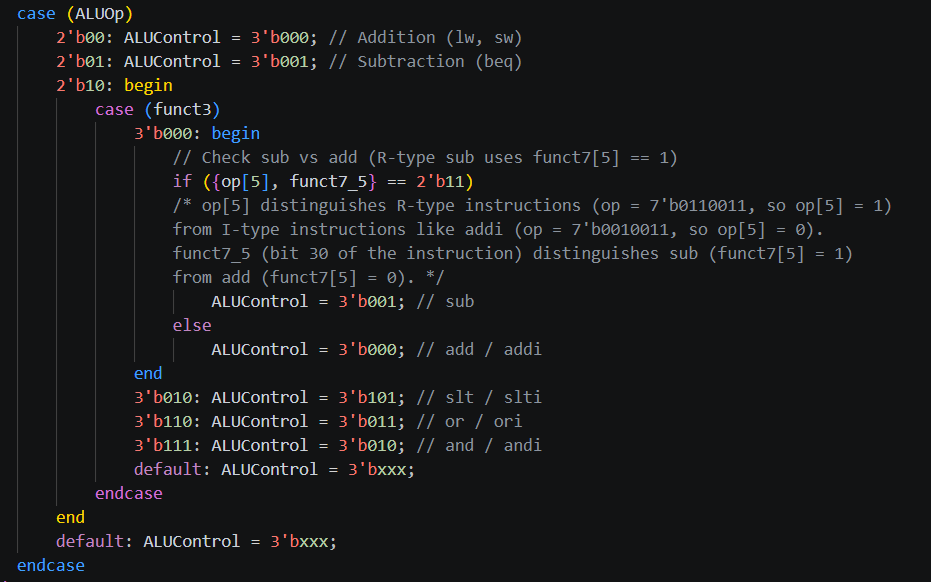 case (ALUOp)
2'b00: ALUControl = 3'b000; // Addition (lw, sw)
2'b01: ALUControl = 3'b001; // Subtraction (beq)
2'b10: begin
case (funct3)
3'b000: begin
// Check sub vs add (R-type sub uses funct7[5] == 1)
if ({op[5], funct7_5} == 2'b11)
/* op[5] distinguishes R-type instructions (op = 7'b0110011, so op[5] = 1)
from I-type instructions like addi (op = 7'b0010011, so op[5] = 0).
funct7_5 (bit 30 of the instruction) distinguishes sub (funct7[5] = 1)
from add (funct7[5] = 0). */
ALUControl = 3'b001; // sub
else
ALUControl = 3'b000; // add / addi
end
3'b010: ALUControl = 3'b101; // slt / slti
3'b110: ALUControl = 3'b011; // or / ori
3'b111: ALUControl = 3'b010; // and / andi
default: ALUControl = 3'bxxx;
endcase
end
default: ALUControl = 3'bxxx;
endcase